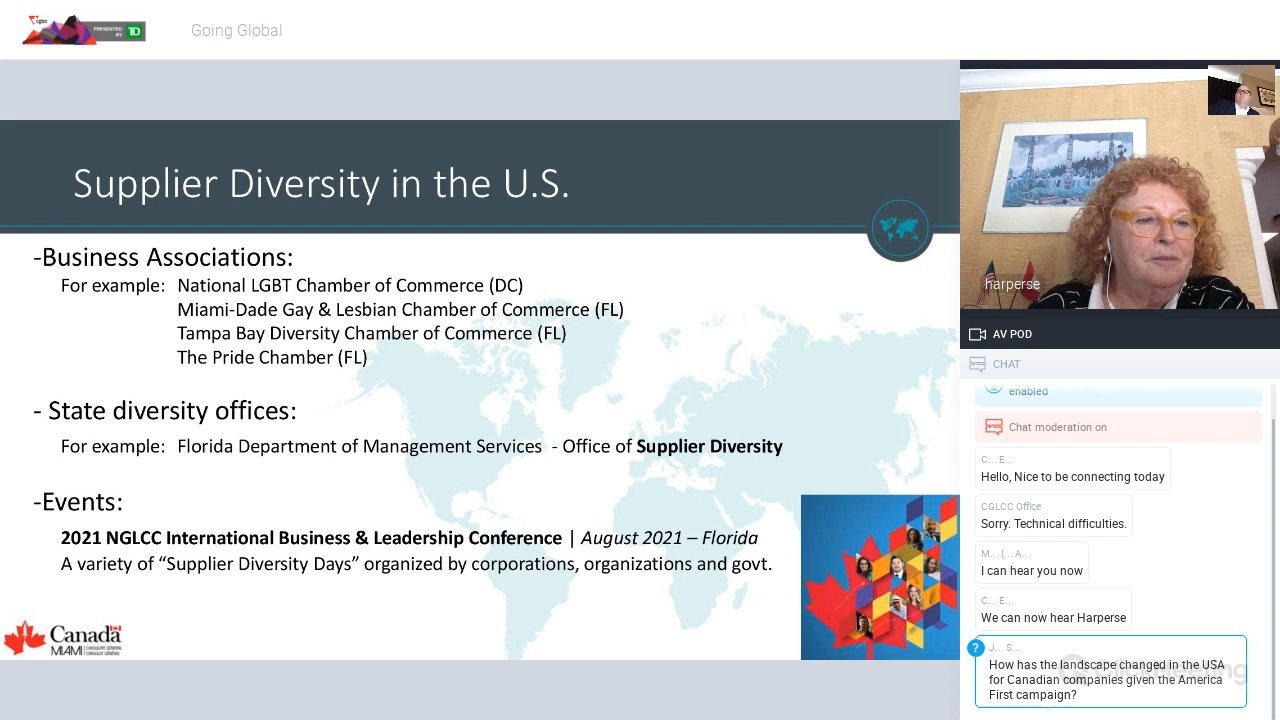 cglcc
PRESENTED
BY
TD
Going Global
Supplier Diversity in the U.S.
-Business Associations:
For example: National LGBT Chamber of Commerce (DC)
Miami-Dade Gay & Lesbian Chamber of Commerce (FL)
Tampa Bay Diversity Chamber of Commerce (FL)
The Pride Chamber (FL)
- State diversity offices:
For example: Florida Department of Management Services - Office of Supplier Diversity
-Events:
2021 NGLCC International Business & Leadership Conference | August 2021 – Florida
A variety of “Supplier Diversity Days” organized by corporations, organizations and govt.
Canada
MIAMI
harperse
AV POD
CHAT
enabled
Chat moderation on
C... E...
Hello, Nice to be connecting today
CGLCC Office
Sorry. Technical difficulties.
M... (... A...
I can hear you now
C... E...
We can now hear Harperse
?
J... S...
How has the landscape changed in the USA
for Canadian companies given the America
First campaign?
ClickMeeting